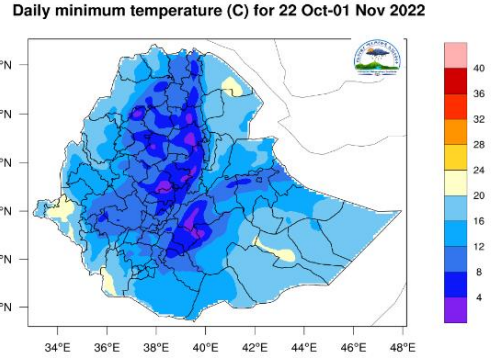 Daily minimum temperature (C) for 22 Oct-01 Nov 2022
°N
°N
°N
°N
°N
°N
40
36
32
28
24
20
16
12
8
4
34°E 36°E 38°E 40°E 42°E 44°E 46°E 48°E